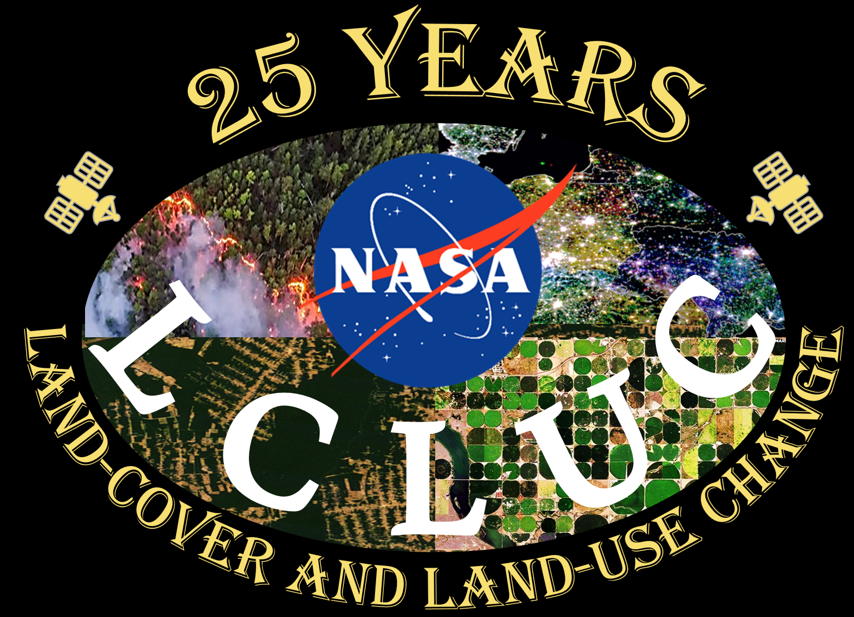 25 YEARS
NASA
LCLUC
LAND-COVER AND LAND-USE CHANGE